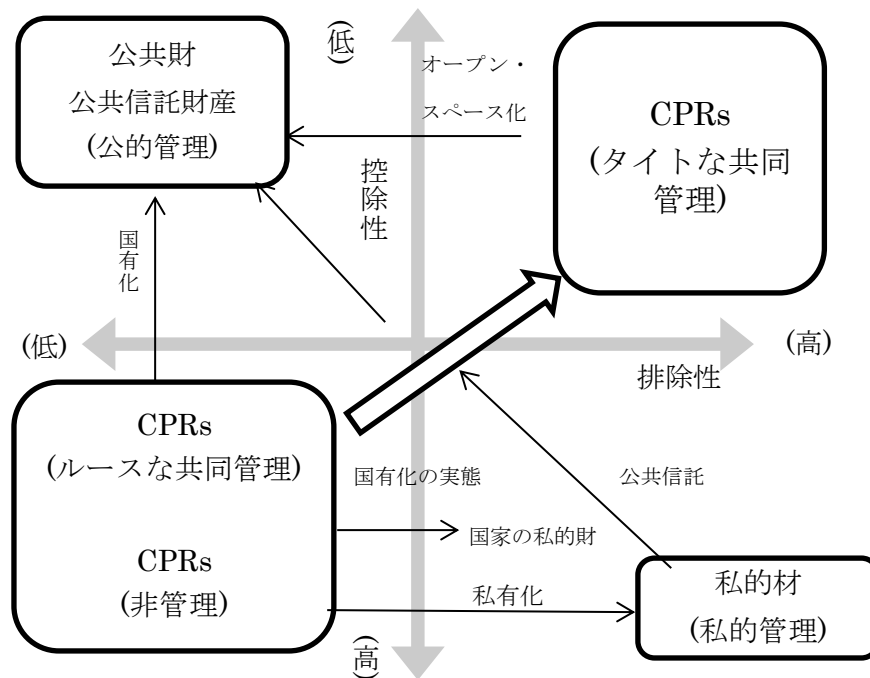 公共財
公共信託財産
(公的管理)
(低)
オープン・
スペース化
CPRs
(タイトな共同
管理)
控除性
国有化
(低)
(高)
排除性
CPRs
(ルースな共同管理)
国有化の実態
公共信託
国家の私的財
CPRs
(非管理)
私有化
私的材
(私的管理)
(高)